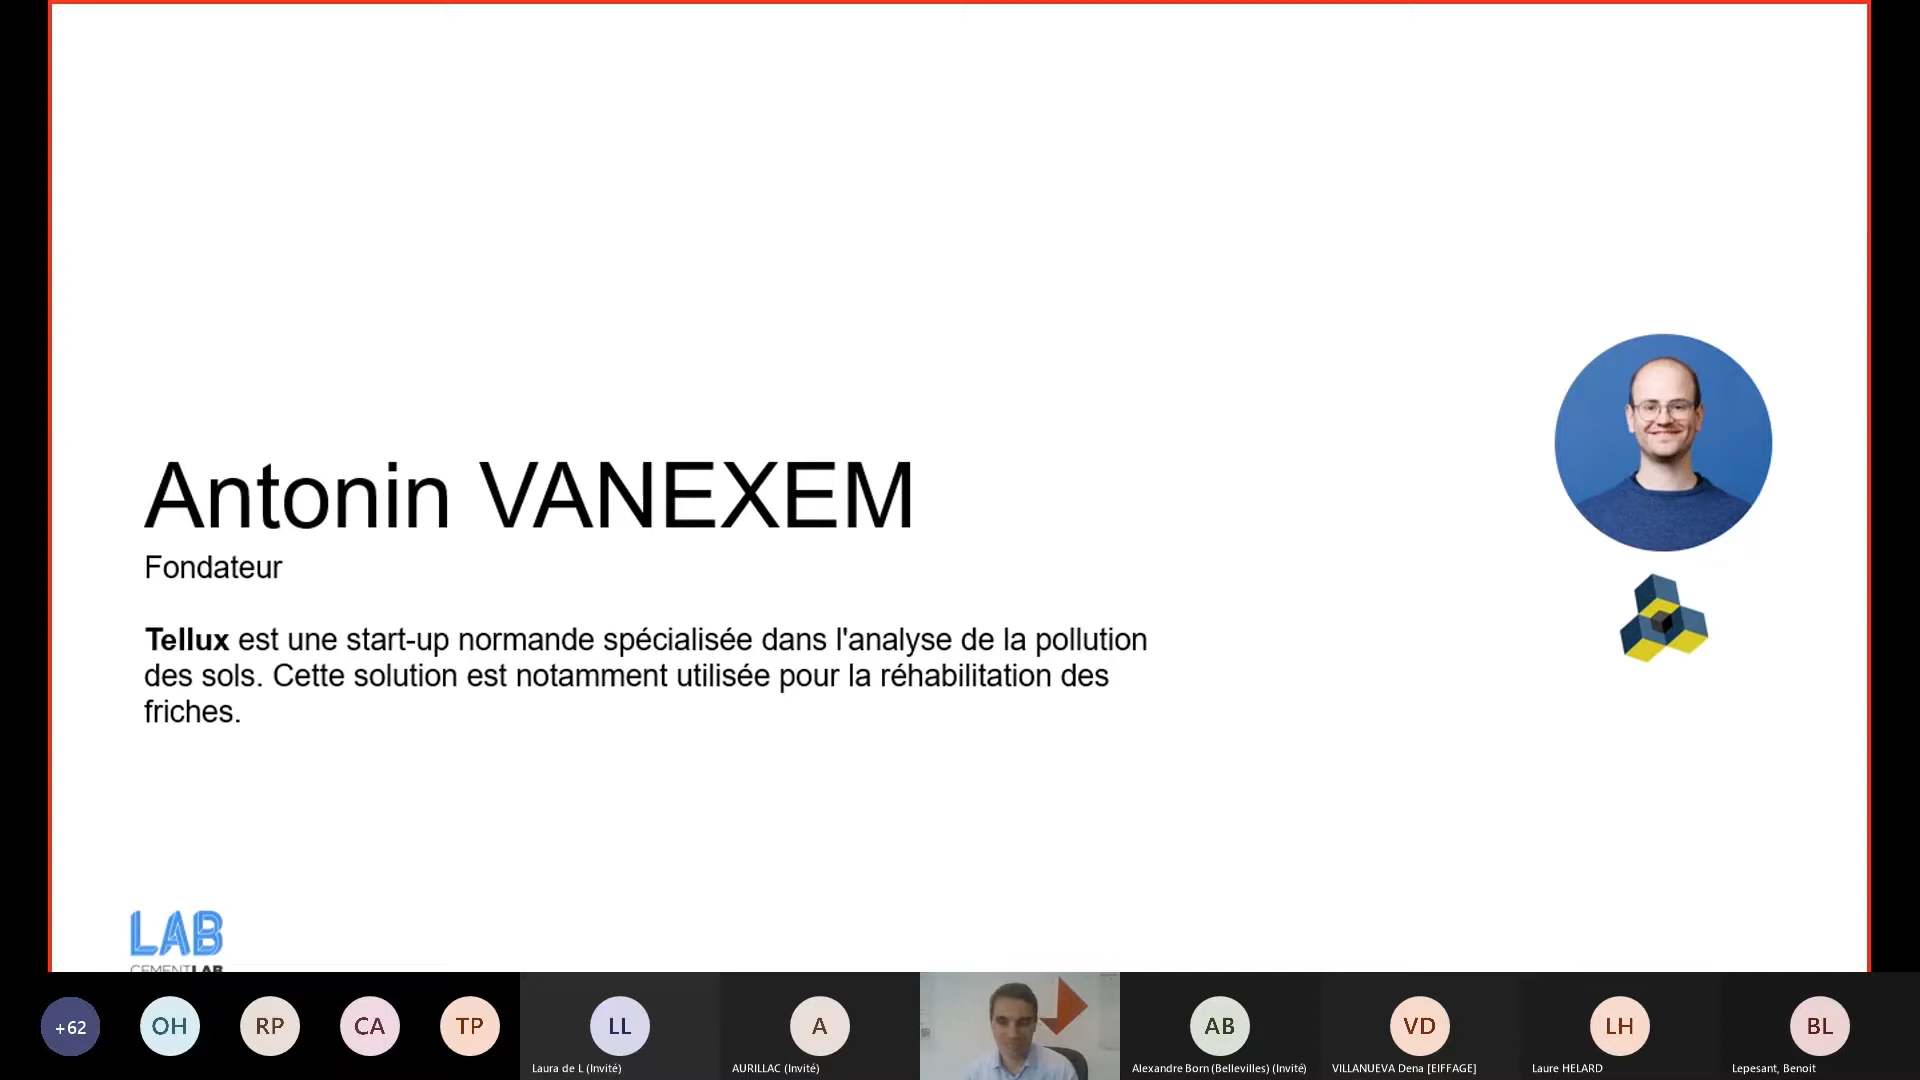 Antonin VANEXEM
Fondateur
Tellux est une start-up normande spécialisée dans l'analyse de la pollution
des sols. Cette solution est notamment utilisée pour la réhabilitation des
friches.
LAB
CEMENTLAB
+62
OH
RP
CA
TP
LL
A
AB
VD
LH
BL
Laura de L (Invité)
AURILLAC (Invité)
Alexandre Born (Bellevilles) (Invité)
VILLANUEVA Dena [EIFFAGE]
Laure HELARD
Lepesant, Benoit